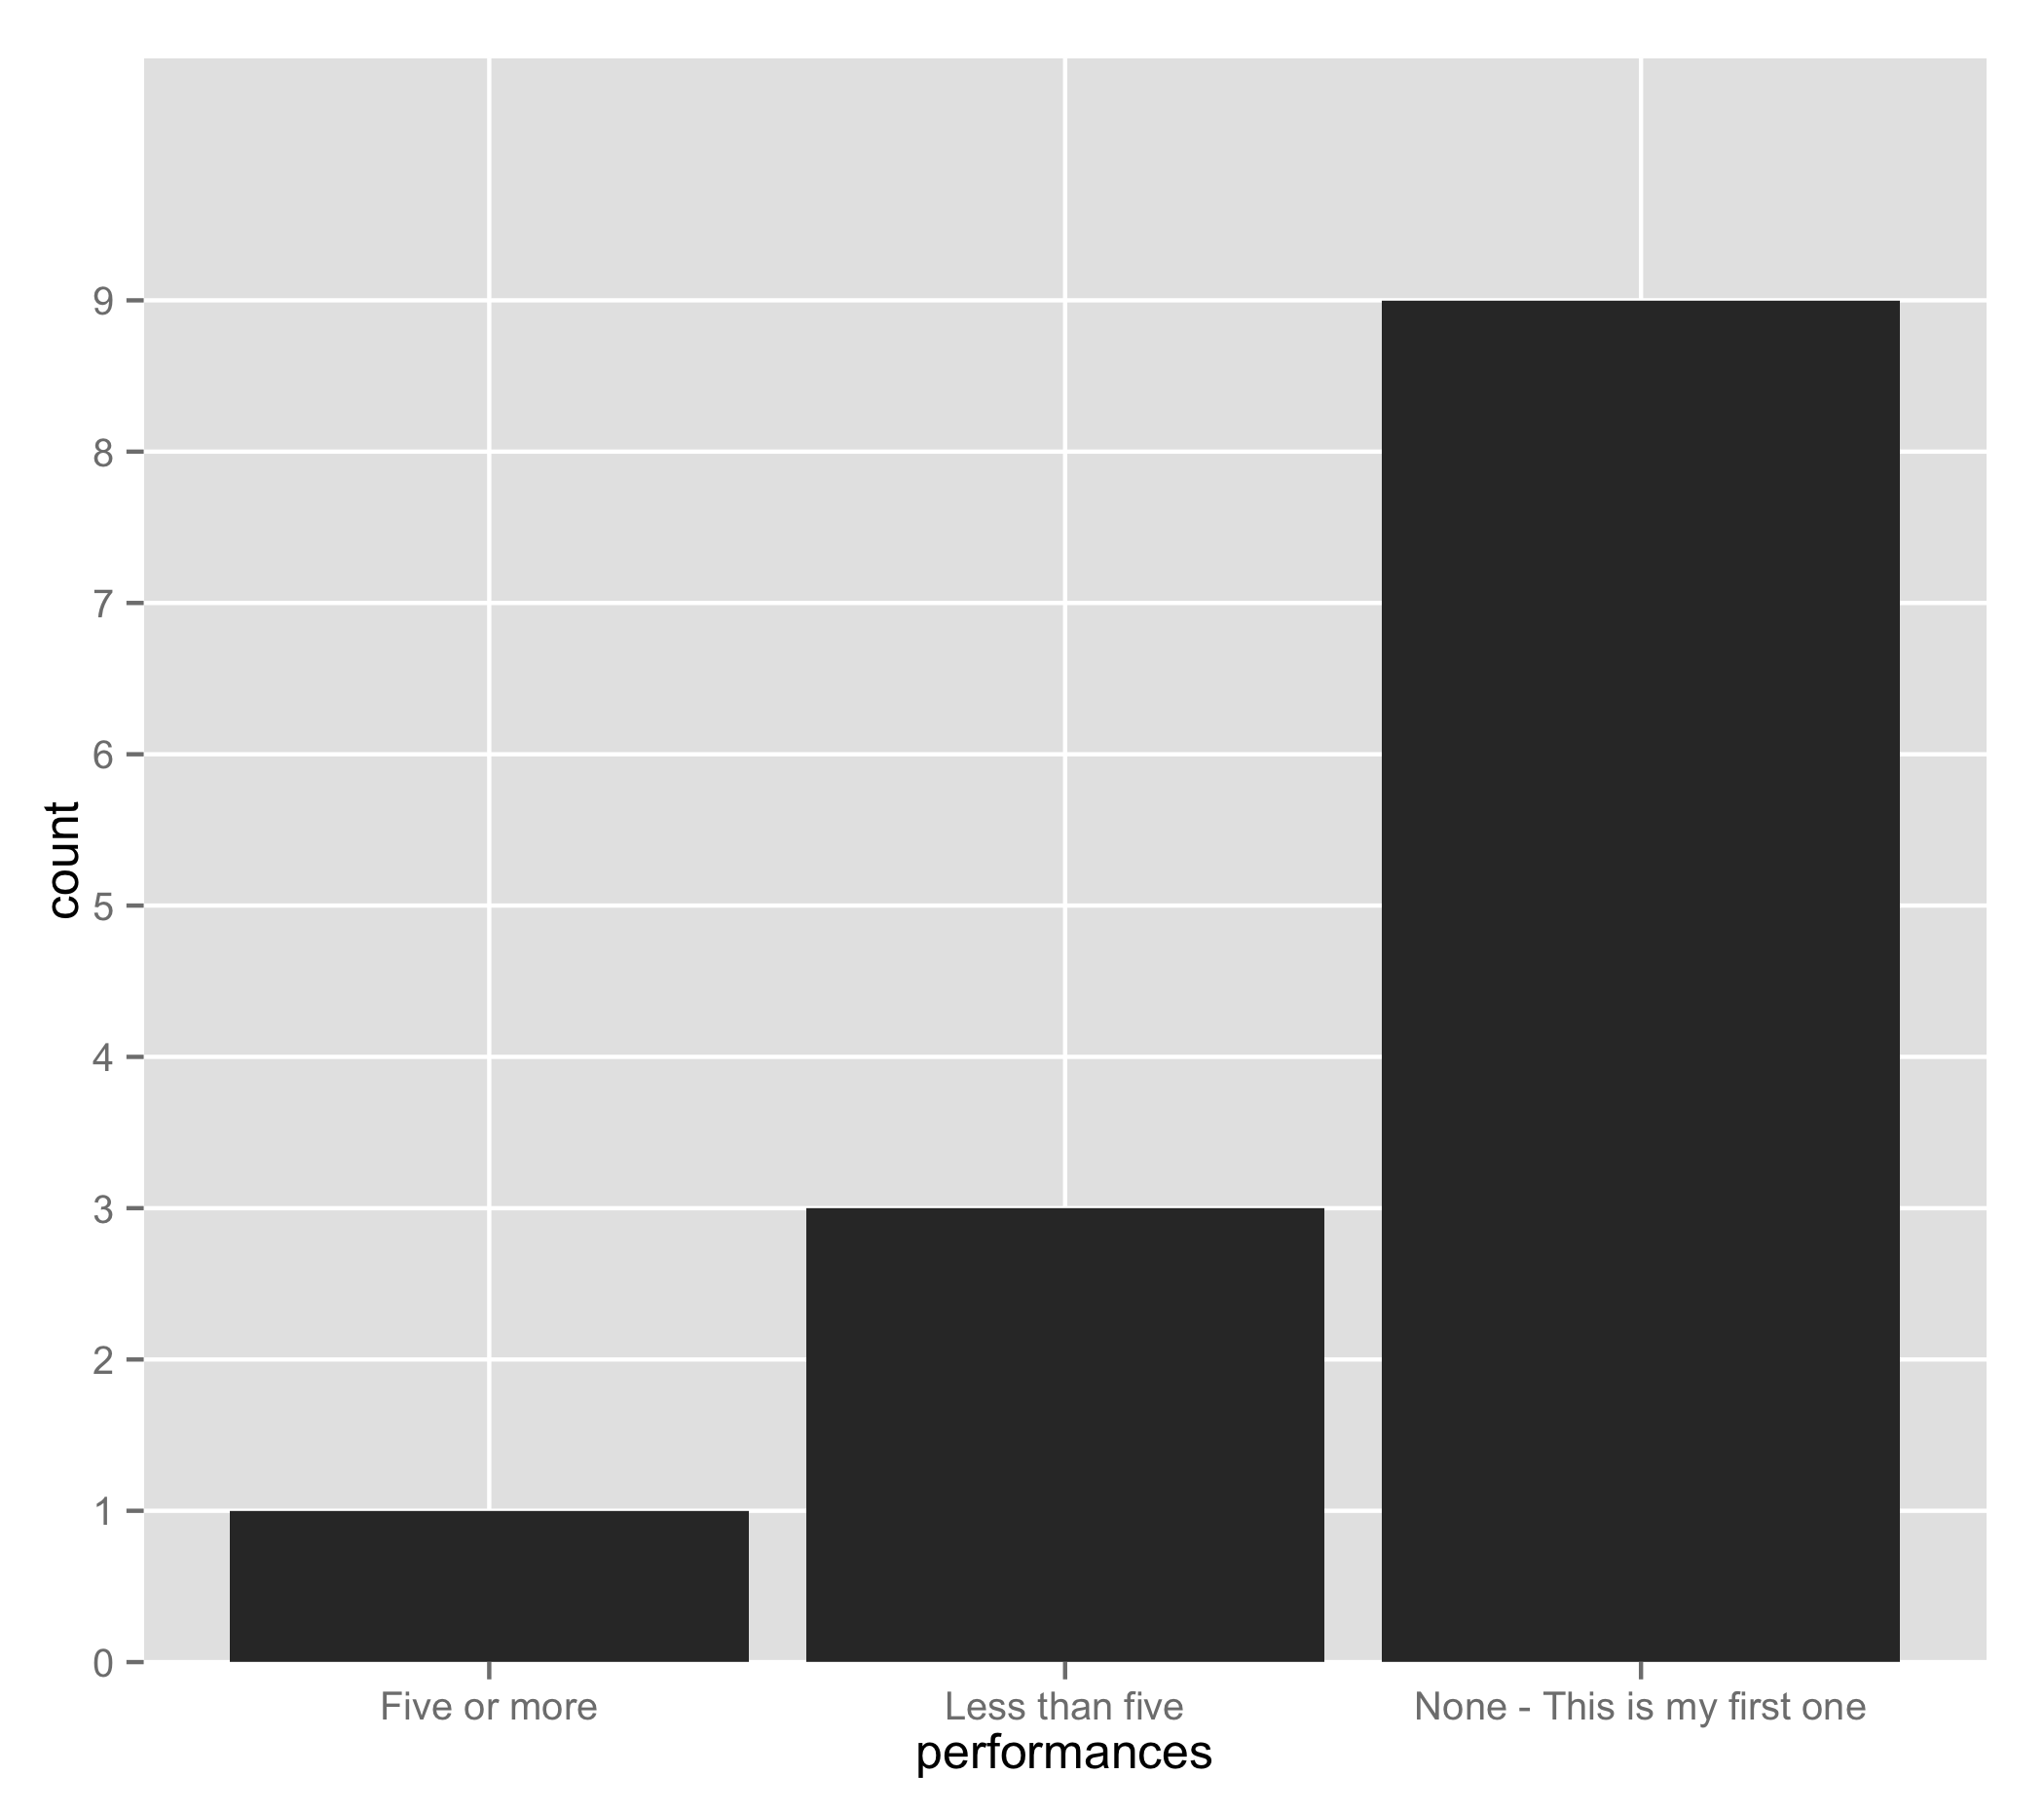 9
8
7
6
5
4
3
2
1
0
count
Five or more
Less than five
None - This is my first one
performances